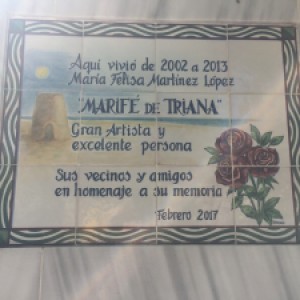 Aquí vivió de 2002 a 2013
María Felisa Martínez López
"MARIFÉ DE TRIANA"
Gran Artista y
excelente persona
Sus vecinos y amigos
en homenaje a su memoria
Febrero 2017